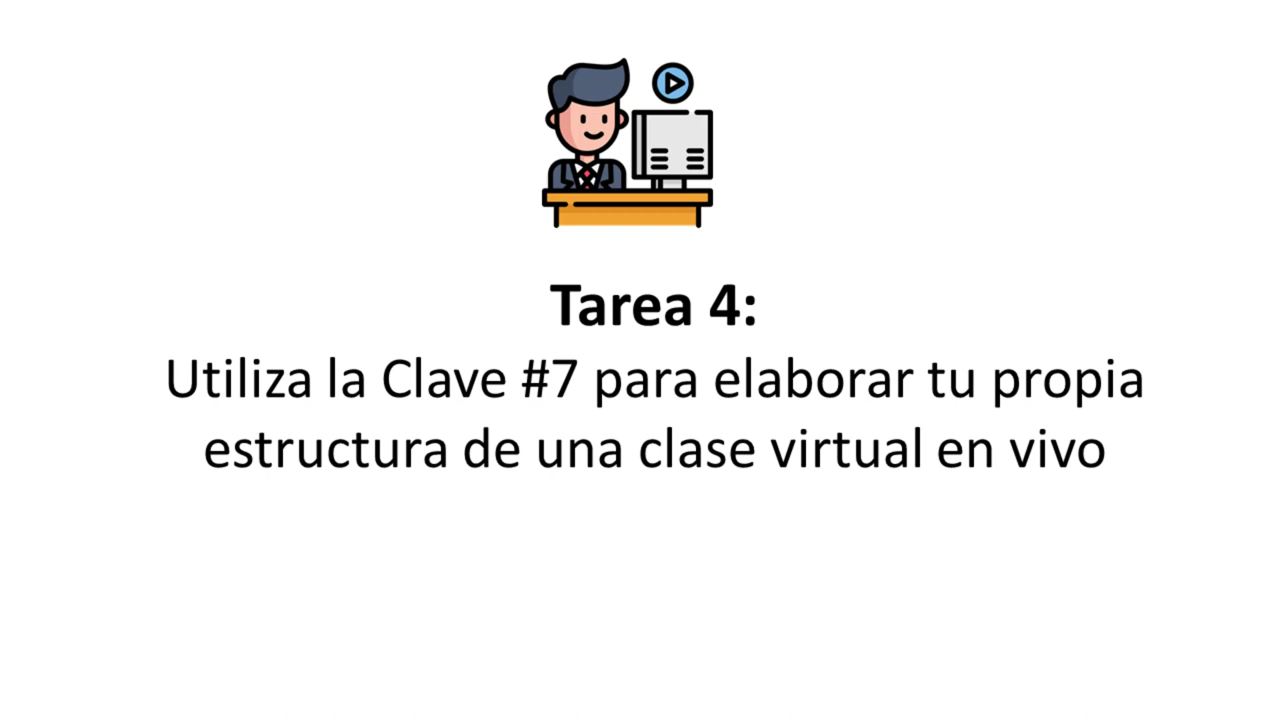 Tarea 4:
Utiliza la Clave #7 para elaborar tu propia
estructura de una clase virtual en vivo